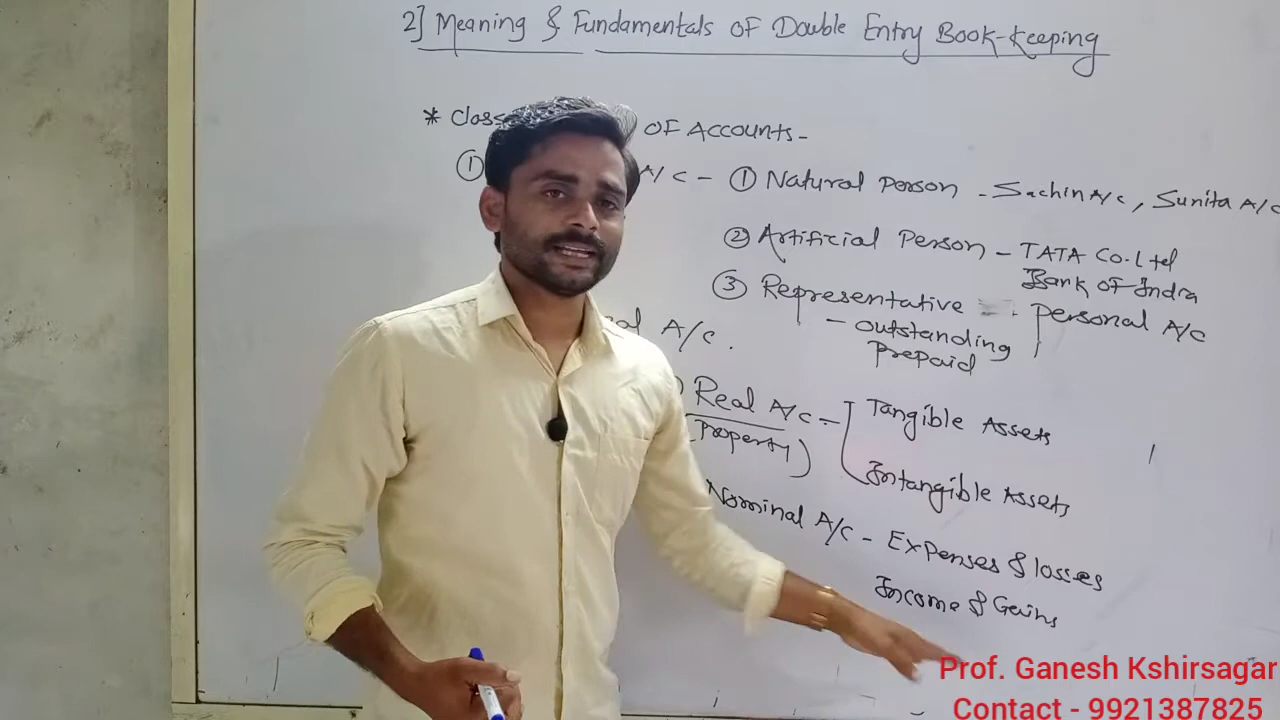 2] Meaning & Fundamentals OF Double Entry Book-Keeping
* Class OF Accounts-
① A/C - ① Natural Person - Sachin A/c, Sunita A/c
② Artificial Person - TATA Co. Ltd
Bank OF India
③ Representative Personal A/c
- Outstanding
Prepaid
A/C.
Real A/c - Tangible Assets
(Property)
Intangible Assets
Nominal A/C - Expenses & losses
Income & Gains
Prof. Ganesh Kshirsagar
Contact - 9921387825